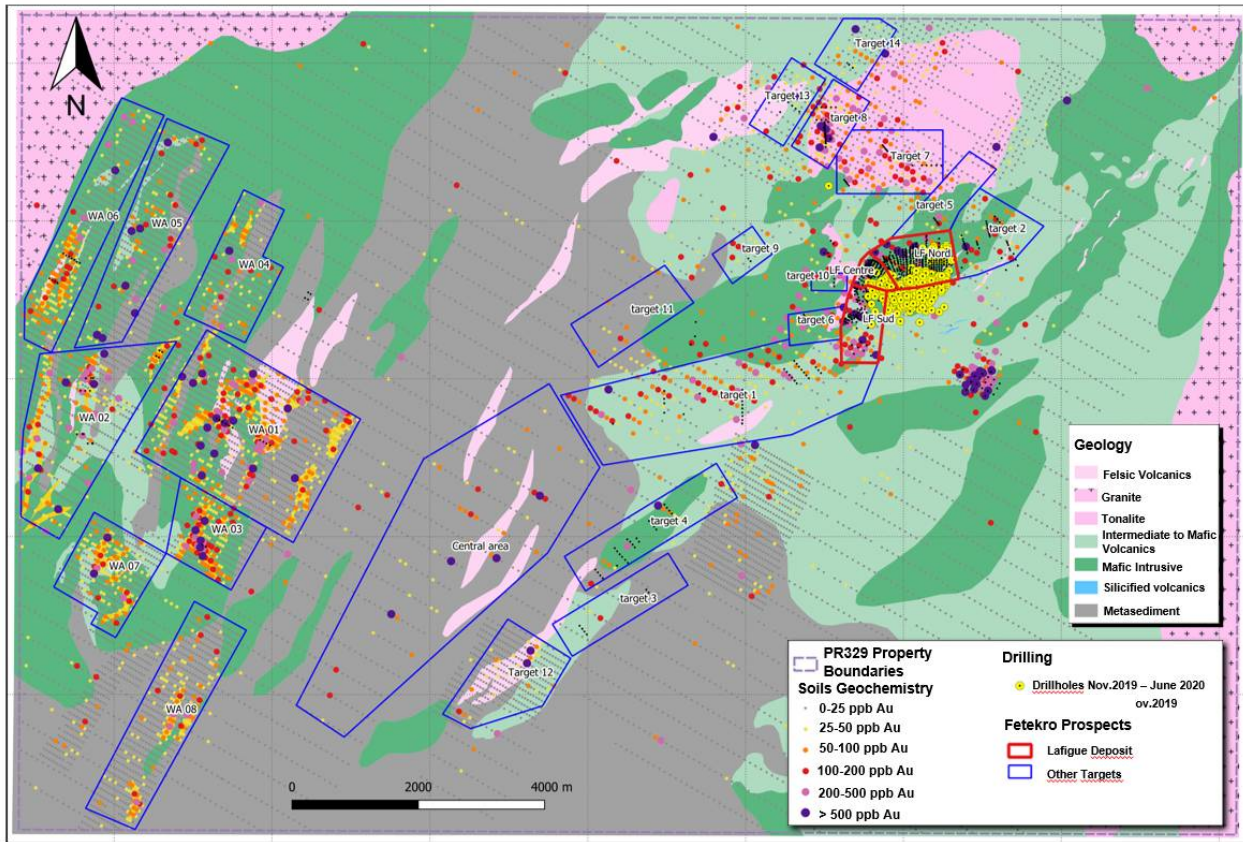 N
Target 14
Target 13
target 8
Target 7
WA 06
WA 05
target 5
target 2
WA 04
target 9
LF Nord
LF Centre
target 10
target 11
target 6
LF Sud
target 1
WA 02
WA 01
WA 03
Central area
target 4
WA 07
target 3
Target 12
WA 08
0 2000 4000 m
Geology
Felsic Volcanics
Granite
Tonalite
Intermediate to Mafic
Volcanics
Mafic Intrusive
Silicified volcanics
Metasediment
PR329 Property
Boundaries
Soils Geochemistry
0-25 ppb Au
25-50 ppb Au
50-100 ppb Au
100-200 ppb Au
200-500 ppb Au
> 500 ppb Au
Drilling
Drillholes Nov.2019 – June 2020
ov.2019
Fetekro Prospects
Lafigue Deposit
Other Targets